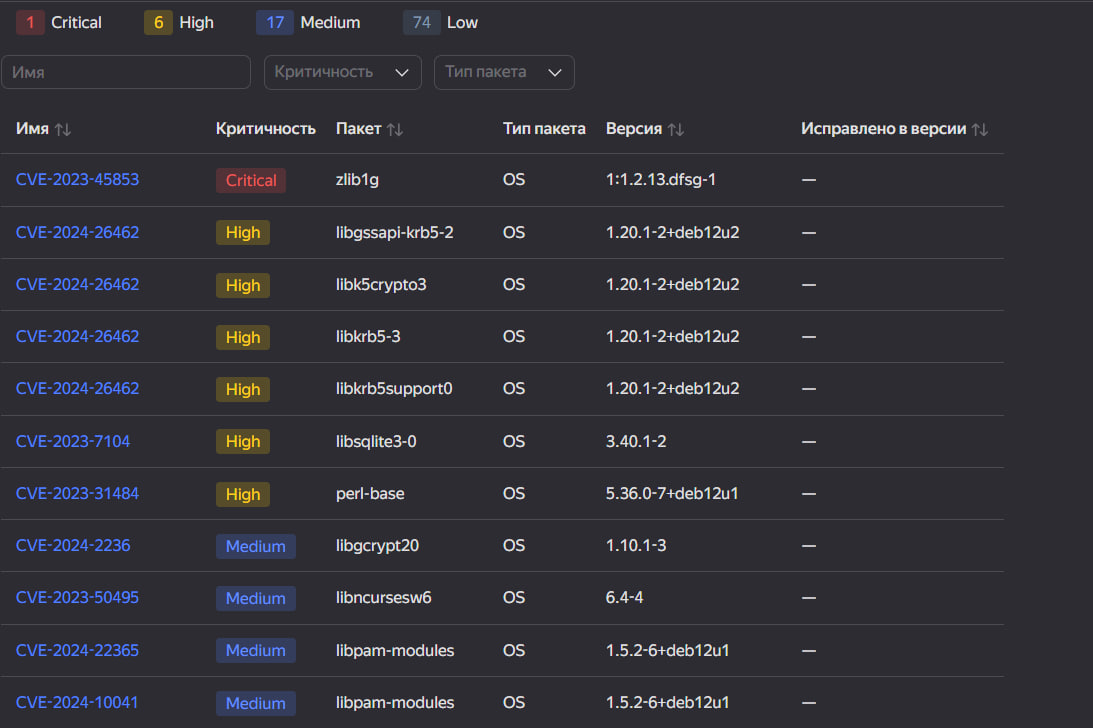 1 Critical 6 High 17 Medium 74 Low
Имя Критичность Тип пакета
Имя Критичность Пакет Тип пакета Версия Исправлено в версии
CVE-2023-45853 Critical zlib1g OS 1:1.2.13.dfsg-1 —
CVE-2024-26462 High libgssapi-krb5-2 OS 1.20.1-2+deb12u2 —
CVE-2024-26462 High libk5crypto3 OS 1.20.1-2+deb12u2 —
CVE-2024-26462 High libkrb5-3 OS 1.20.1-2+deb12u2 —
CVE-2024-26462 High libkrb5support0 OS 1.20.1-2+deb12u2 —
CVE-2023-7104 High libsqlite3-0 OS 3.40.1-2 —
CVE-2023-31484 High perl-base OS 5.36.0-7+deb12u1 —
CVE-2024-2236 Medium libgcrypt20 OS 1.10.1-3 —
CVE-2023-50495 Medium libncursesw6 OS 6.4-4 —
CVE-2024-22365 Medium libpam-modules OS 1.5.2-6+deb12u1 —
CVE-2024-10041 Medium libpam-modules OS 1.5.2-6+deb12u1 —